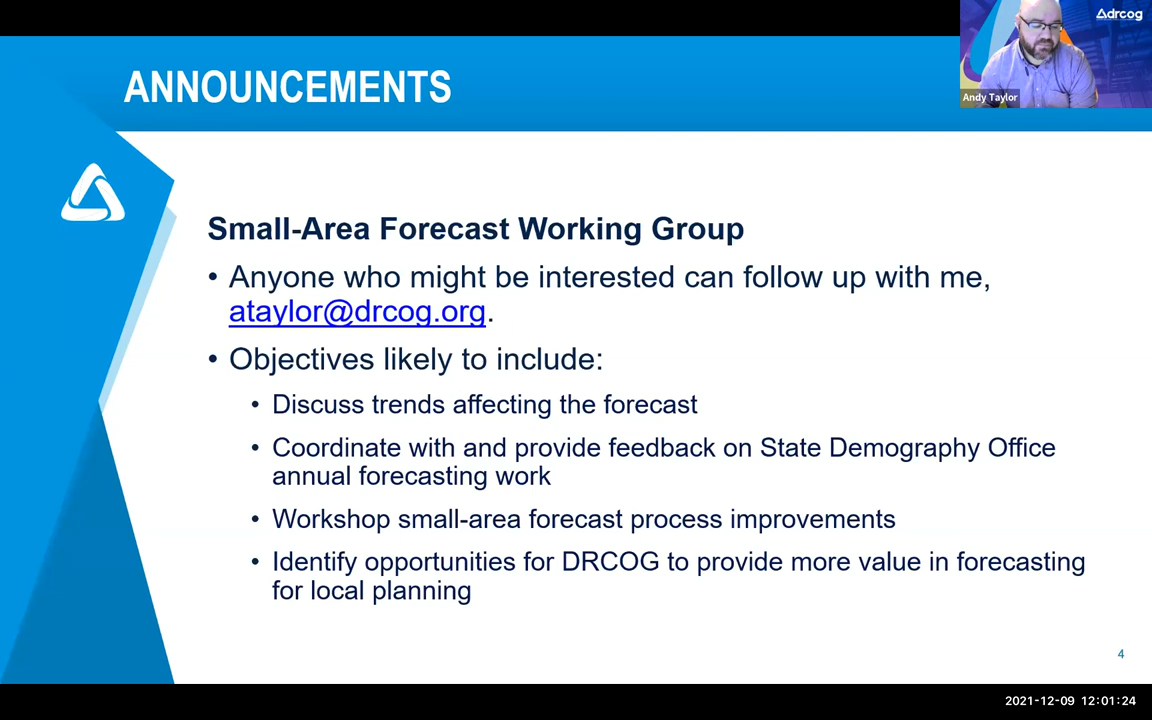 drcog
ANNOUNCEMENTS
Andy Taylor
Small-Area Forecast Working Group
• Anyone who might be interested can follow up with me,
ataylor@drcog.org.
• Objectives likely to include:
• Discuss trends affecting the forecast
• Coordinate with and provide feedback on State Demography Office
annual forecasting work
• Workshop small-area forecast process improvements
• Identify opportunities for DRCOG to provide more value in forecasting
for local planning
4
2021-12-09 12:01:24